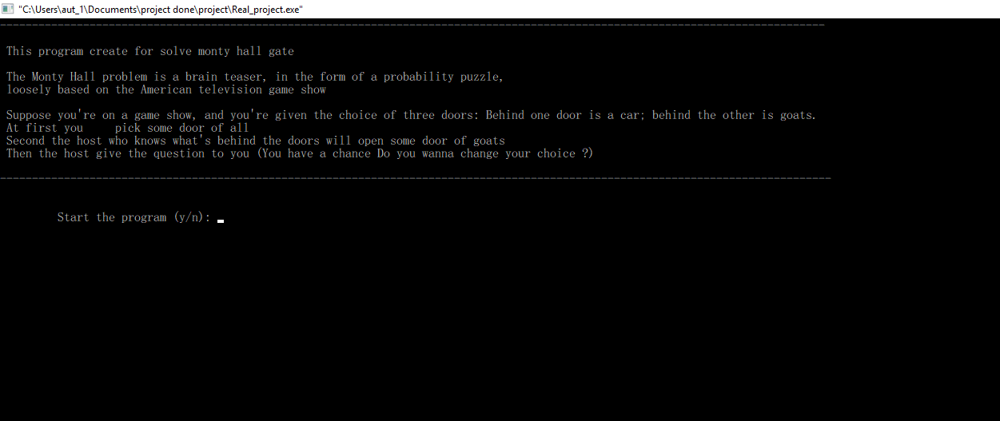 "C:\Users\aut_1\Documents\project done\project\Real_project.exe"
This program create for solve monty hall gate
The Monty Hall problem is a brain teaser, in the form of a probability puzzle,
loosely based on the American television game show
Suppose you're on a game show, and you're given the choice of three doors: Behind one door is a car; behind the other is goats.
At first you     pick some door of all
Second the host who knows what's behind the doors will open some door of goats
Then the host give the question to you (You have a chance Do you wanna change your choice ?)
Start the program (y/n):